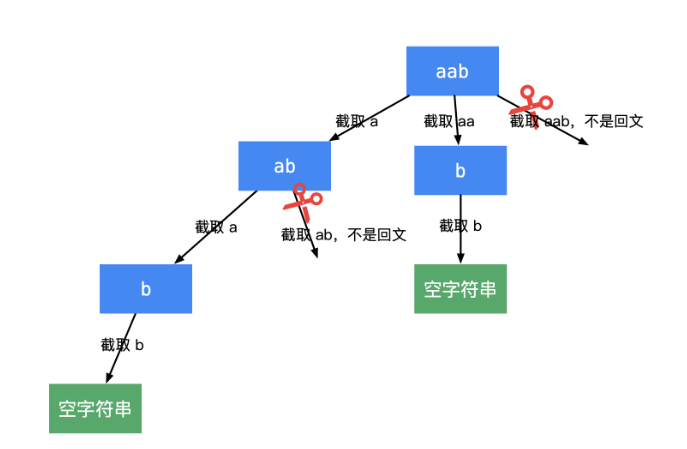 aab
截取 a
截取 aa
截取 aab，不是回文
ab
b
截取 a
截取 ab，不是回文
截取 b
b
空字符串
截取 b
空字符串